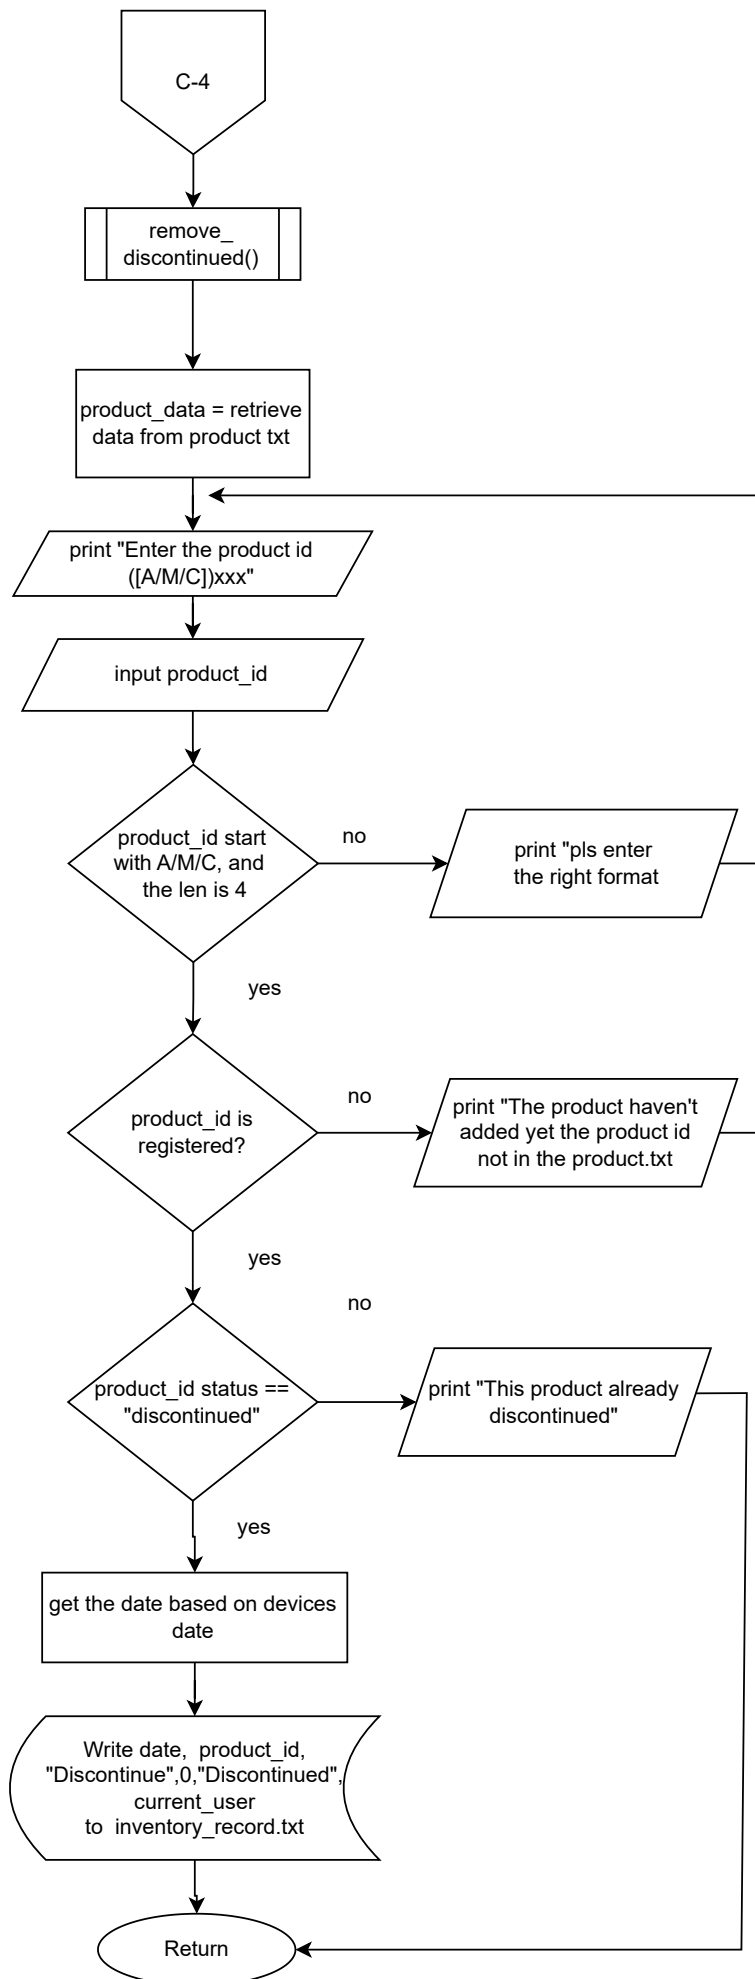 C-4
remove_
discontinued()
product_data = retrieve
data from product txt
print "Enter the product id
([A/M/C])xxx"
input product_id
product_id start
with A/M/C, and
the len is 4
no
print "pls enter
the right format
yes
product_id is
registered?
no
print "The product haven't
added yet the product id
not in the product.txt
yes
no
product_id status ==
"discontinued"
print "This product already
discontinued"
yes
get the date based on devices
date
Write date, product_id,
"Discontinue",0,"Discontinued",
current_user
to inventory_record.txt
Return